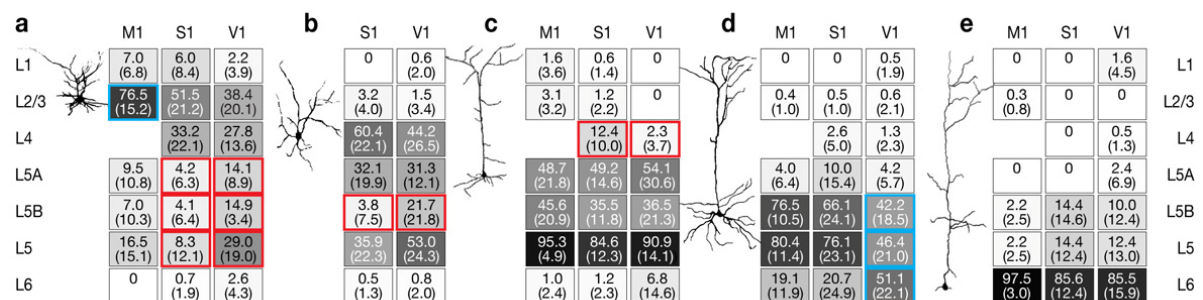 a M1 S1 V1 b S1 V1 c M1 S1 V1 d M1 S1 V1 e M1 S1 V1
L1 7.0 6.0 2.2 0 0.6 1.6 0.6 0 0 0 0.5 0 0 1.6 L1
(6.8) (8.4) (3.9) (2.0) (3.6) (1.4) (1.9) (4.5)
L2/3 76.5 51.5 38.4 3.2 1.5 3.1 1.2 0 0.4 0.5 0.6 0.3 0 0 L2/3
(15.2) (21.2) (20.1) (4.0) (3.4) (3.2) (2.2) (1.0) (1.0) (2.1) (0.8)
L4 33.2 27.8 60.4 44.2 12.4 2.3 2.6 1.3 0 0.5 L4
(22.1) (13.6) (22.1) (26.5) (10.0) (3.7) (5.0) (2.3) (1.3)
L5A 9.5 4.2 14.1 32.1 31.3 48.7 49.2 54.1 4.0 10.0 4.2 0 0 2.4 L5A
(10.8) (6.3) (8.9) (19.9) (12.1) (21.8) (14.6) (30.6) (6.4) (15.4) (5.7) (6.9)
L5B 7.0 4.1 14.9 3.8 21.7 45.6 35.5 36.5 76.5 66.1 42.2 2.2 14.4 10.0 L5B
(10.3) (6.4) (3.4) (7.5) (21.8) (20.9) (11.8) (21.3) (10.5) (24.1) (18.5) (2.5) (14.6) (12.4)
L5 16.5 8.3 29.0 35.9 53.0 95.3 84.6 90.9 80.4 76.1 46.4 2.2 14.4 12.4 L5
(15.1) (12.1) (19.0) (22.3) (24.3) (4.9) (12.3) (14.1) (11.4) (23.1) (21.0) (2.5) (12.4) (13.0)
L6 0 0.7 2.6 0.5 0.8 1.0 1.2 6.8 19.1 20.7 51.1 97.5 85.6 85.5 L6
(1.9) (4.3) (1.3) (2.0) (2.4) (2.3) (14.6) (11.9) (24.9) (22.1) (3.0) (12.4) (15.9)